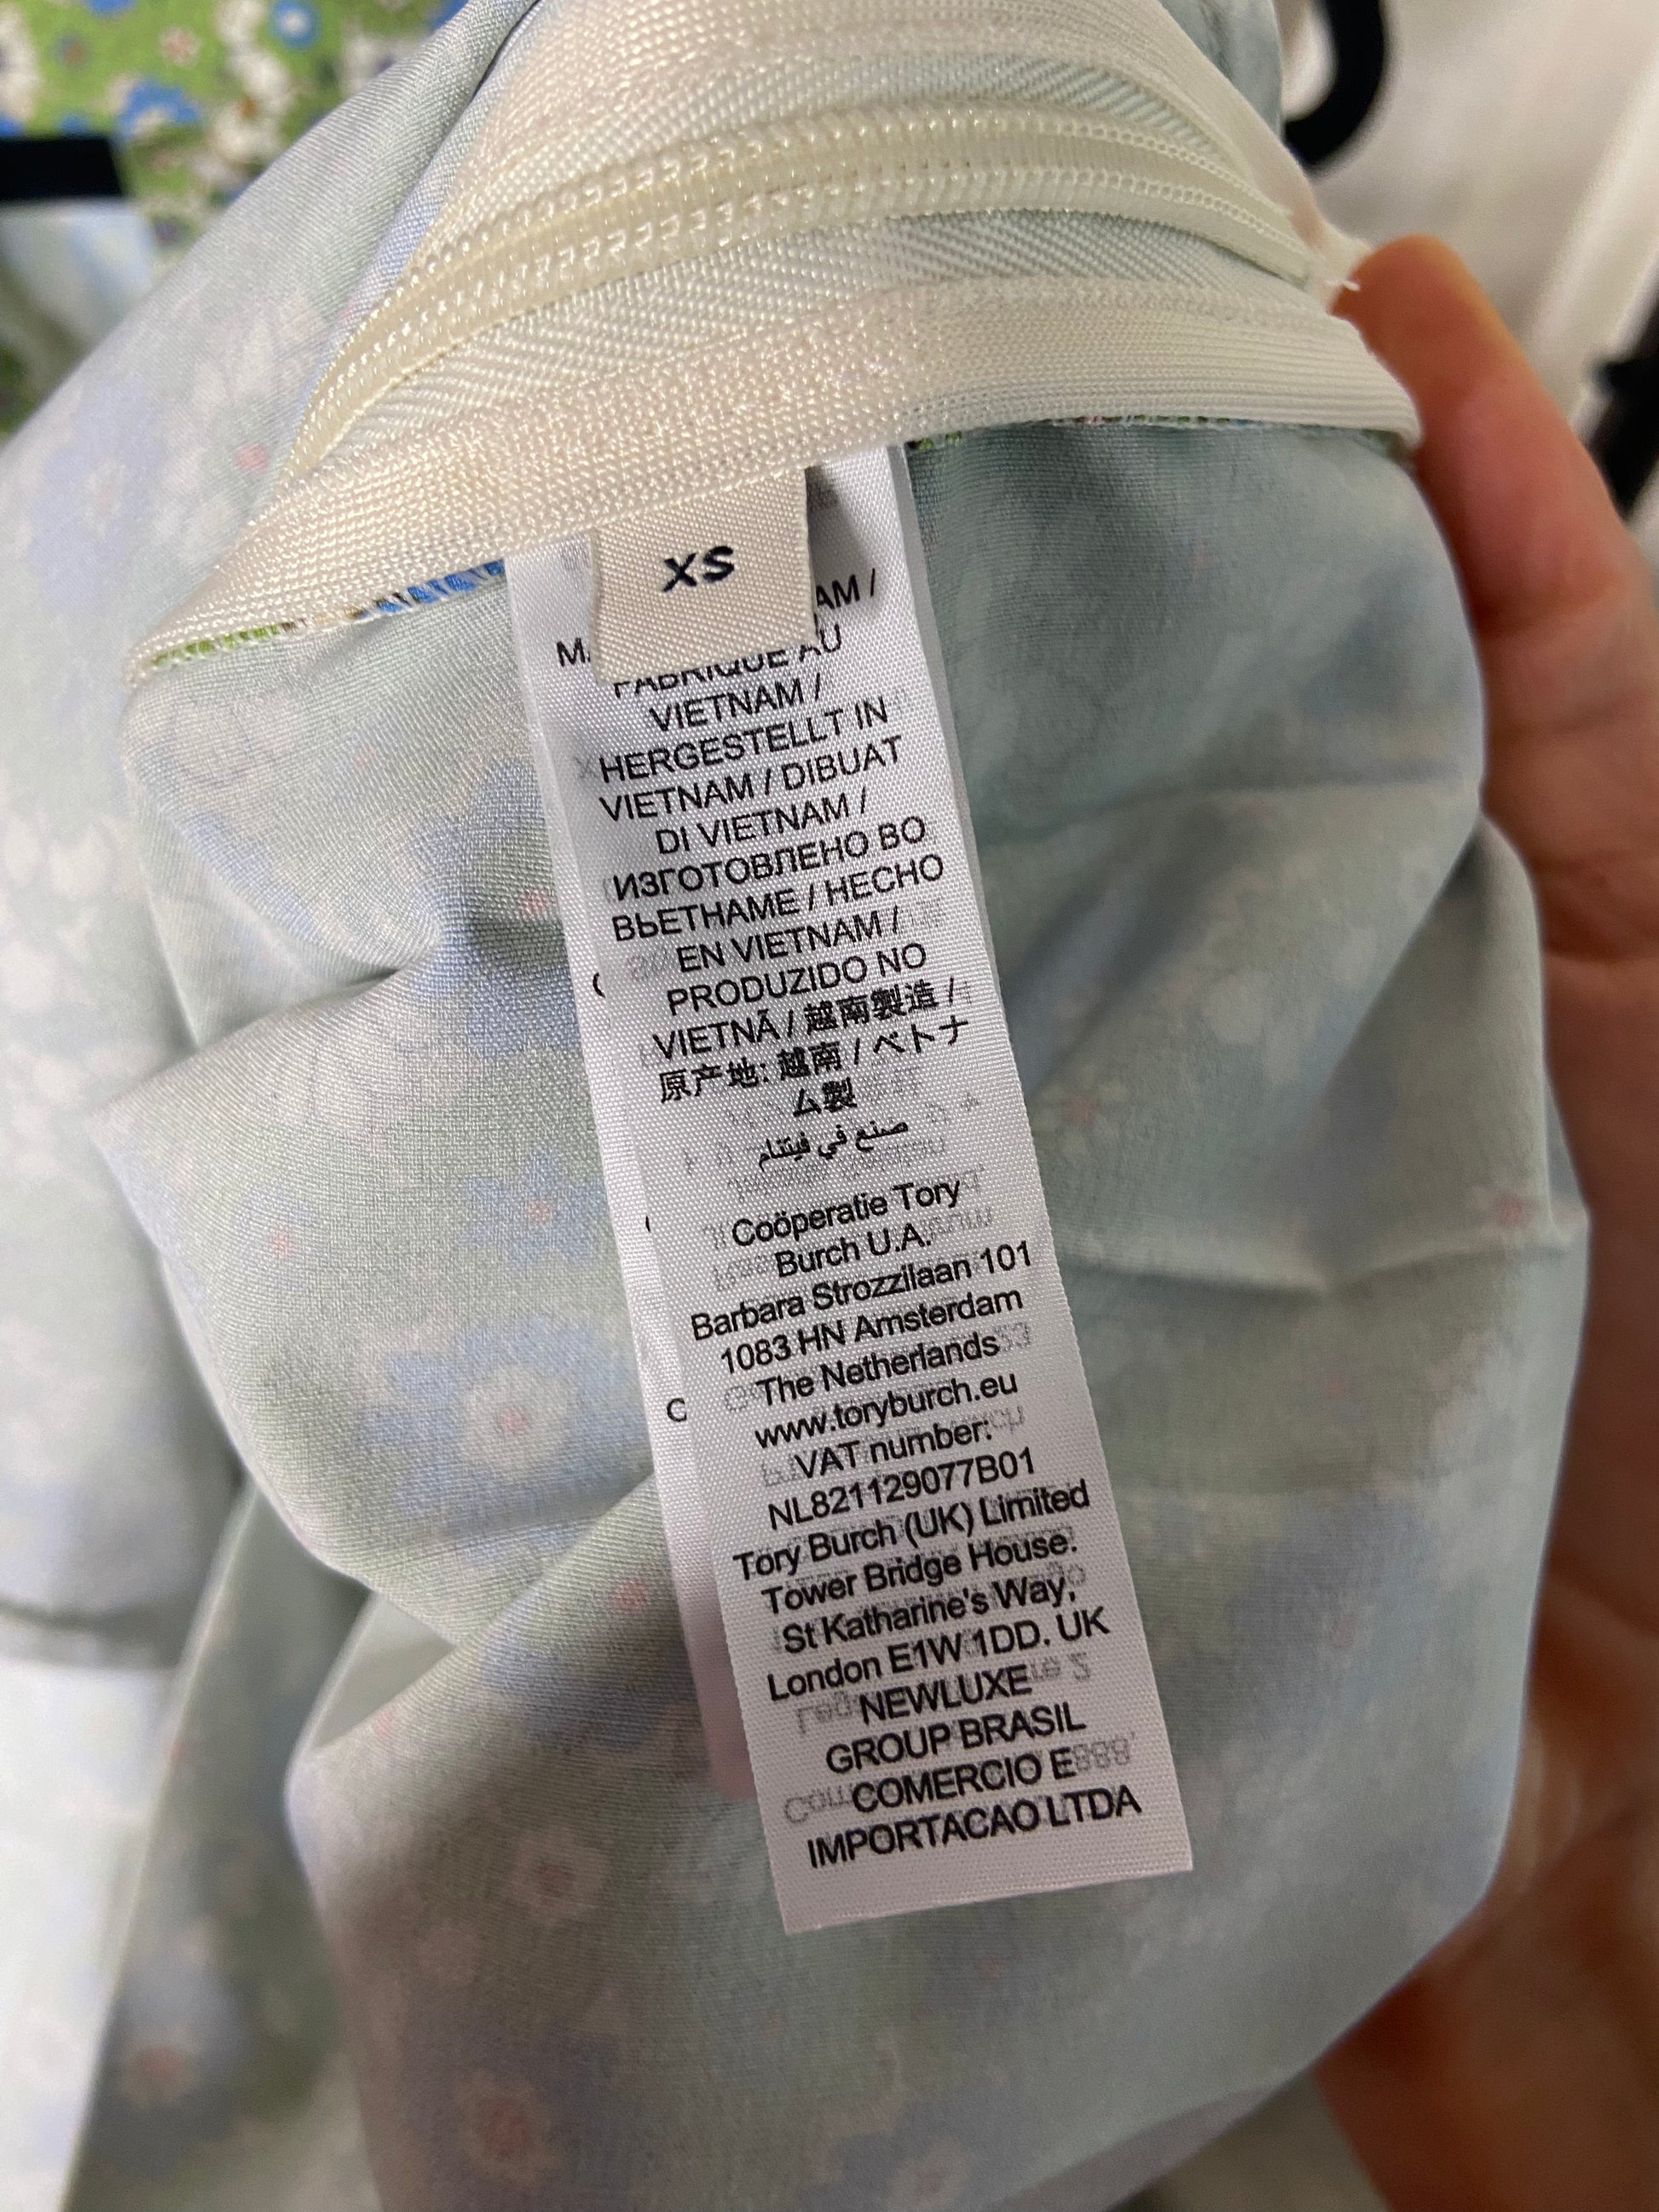 XS
AM /
FABRIQUE AU
VIETNAM /
HERGESTELLT IN
VIETNAM / DIBUAT
DI VIETNAM /
ИЗГОТОВЛЕНО ВО
ВЬЕТНАМЕ / HECHO
EN VIETNAM /
PRODUZIDO NO
VIETNÃ / 越南製造 /
原产地: 越南 / ベトナ
ム製
صنع في فيتنام
Coöperatie Tory
Burch U.A.
Barbara Strozzilaan 101
1083 HN Amsterdam
The Netherlands
www.toryburch.eu
VAT number:
NL821129077B01
Tory Burch (UK) Limited
Tower Bridge House.
St Katharine's Way,
London E1W 1DD. UK
NEWLUXE
GROUP BRASIL
COMERCIO E
IMPORTACAO LTDA